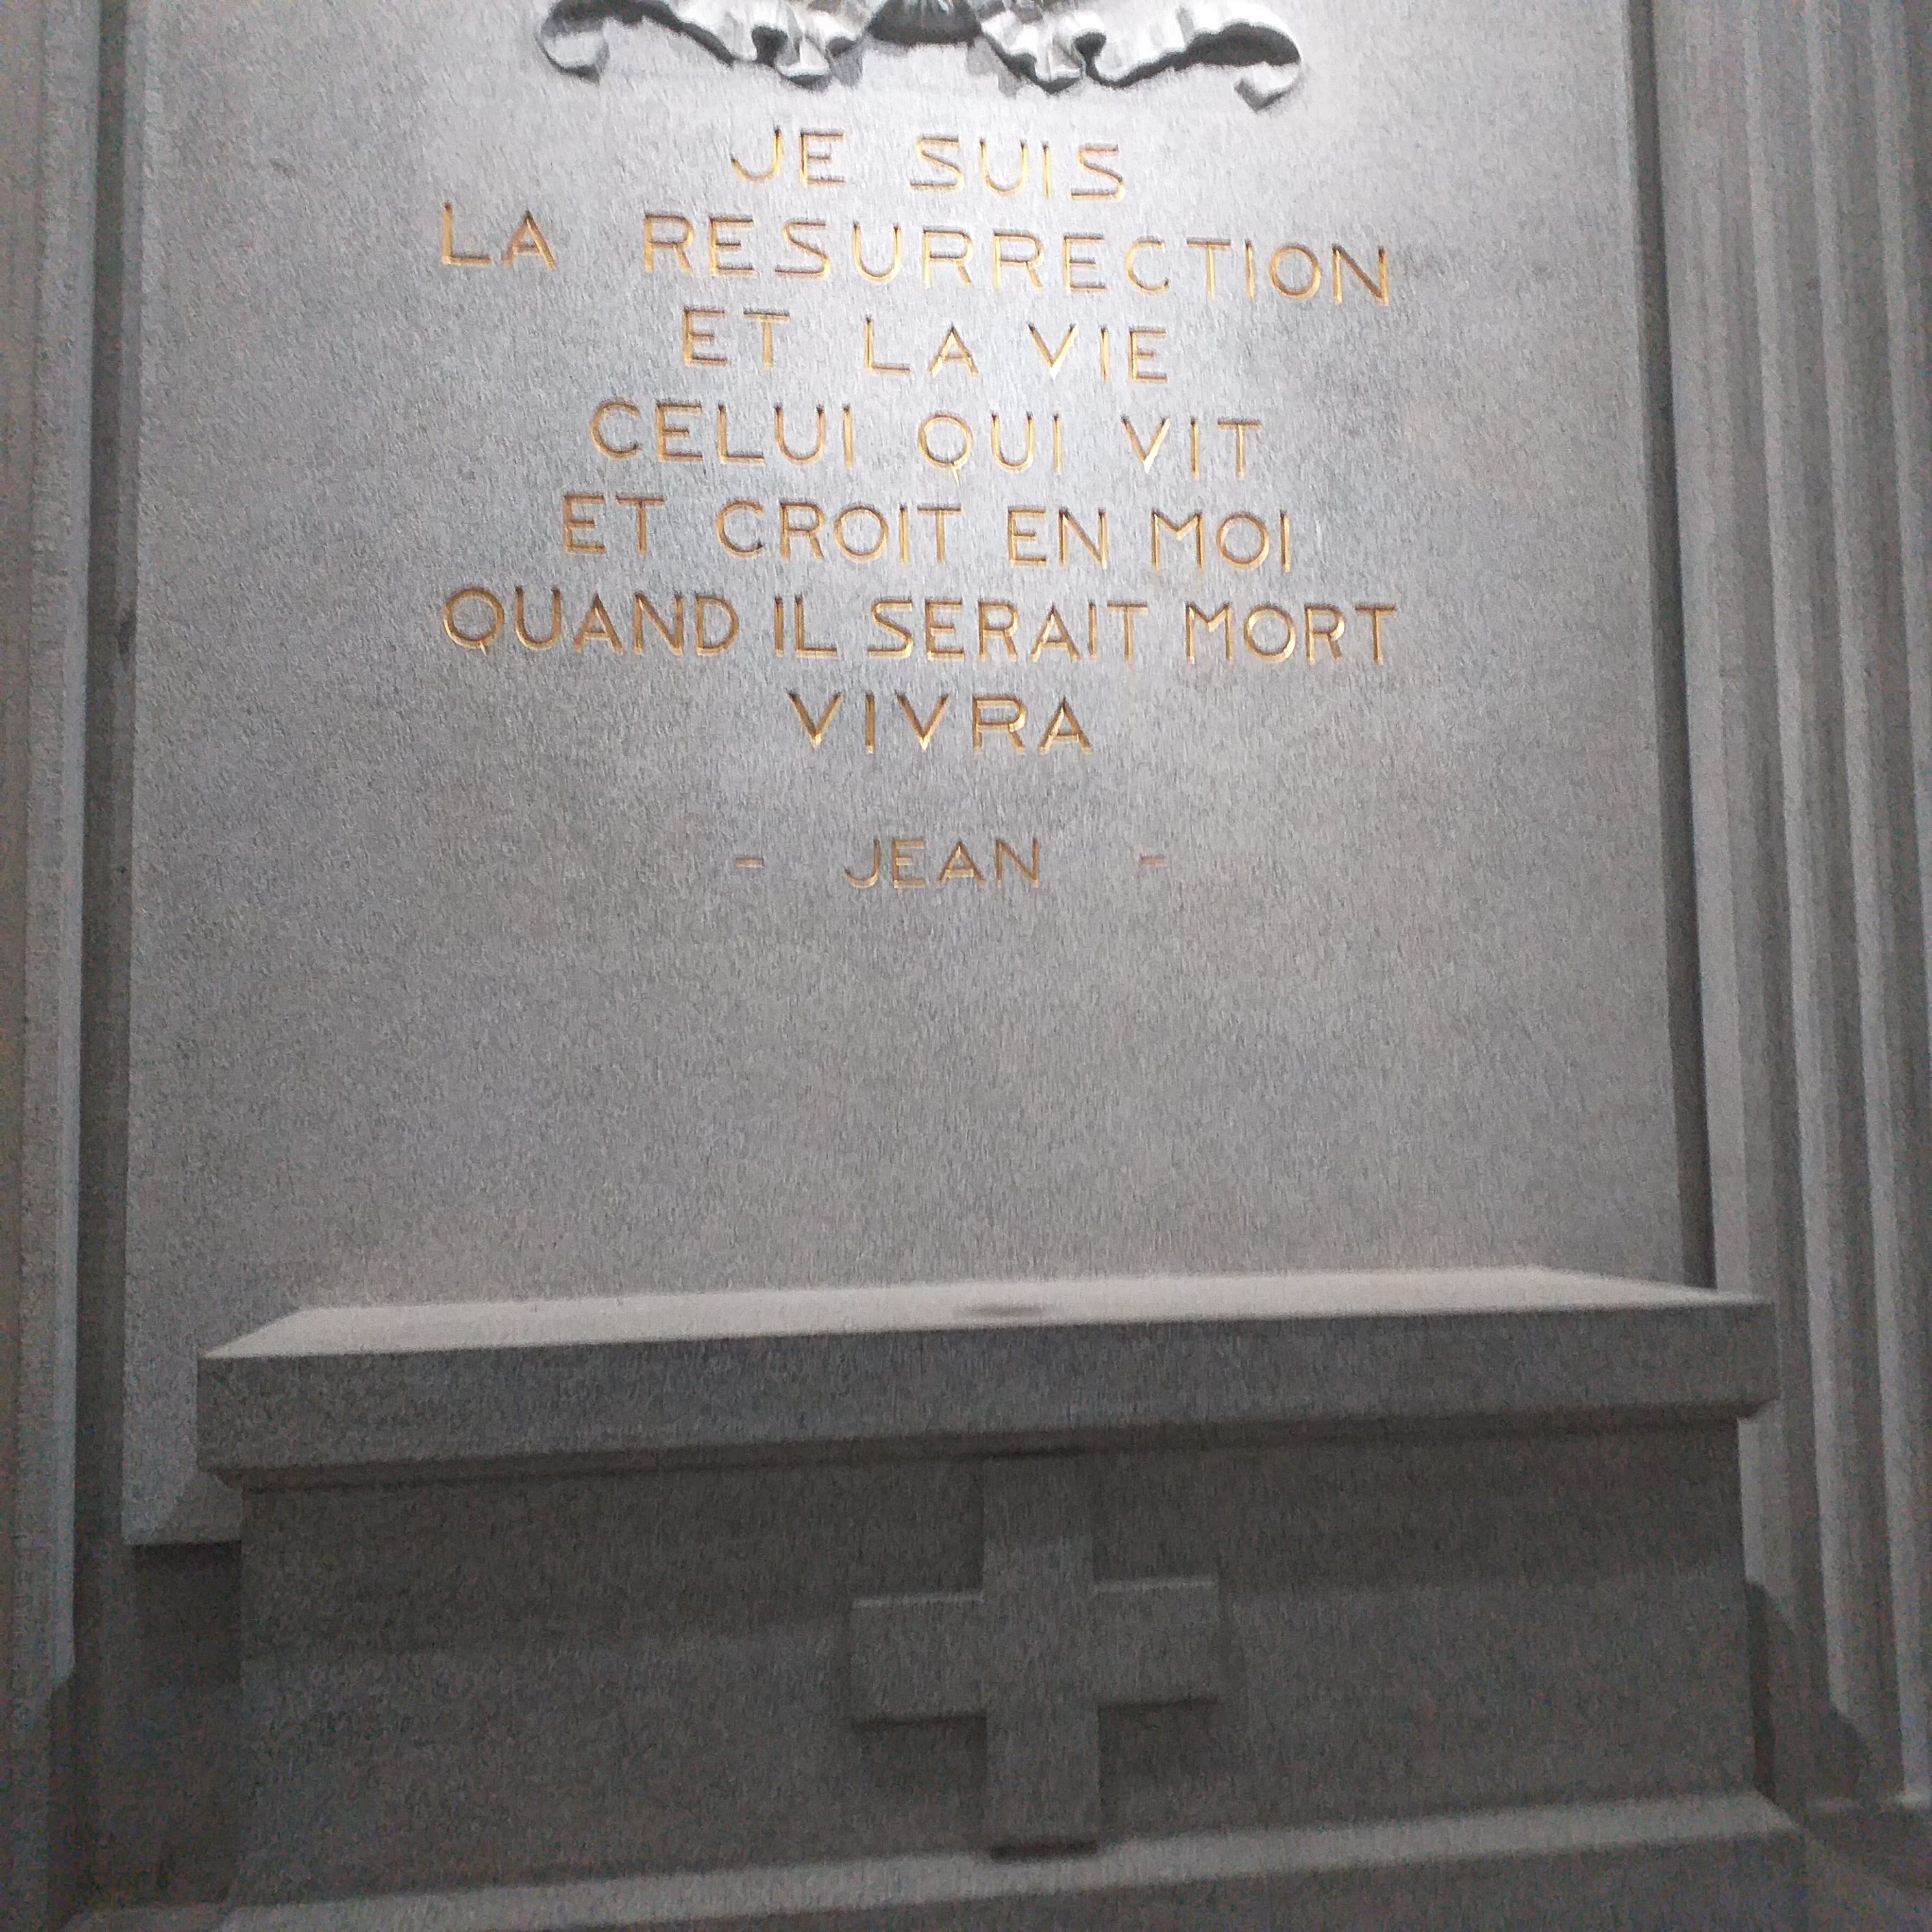 JE SUIS
LA RESURRECTION
ET LA VIE
CELUI QUI VIT
ET CROIT EN MOI
QUAND IL SERAIT MORT
VIVRA
- JEAN -